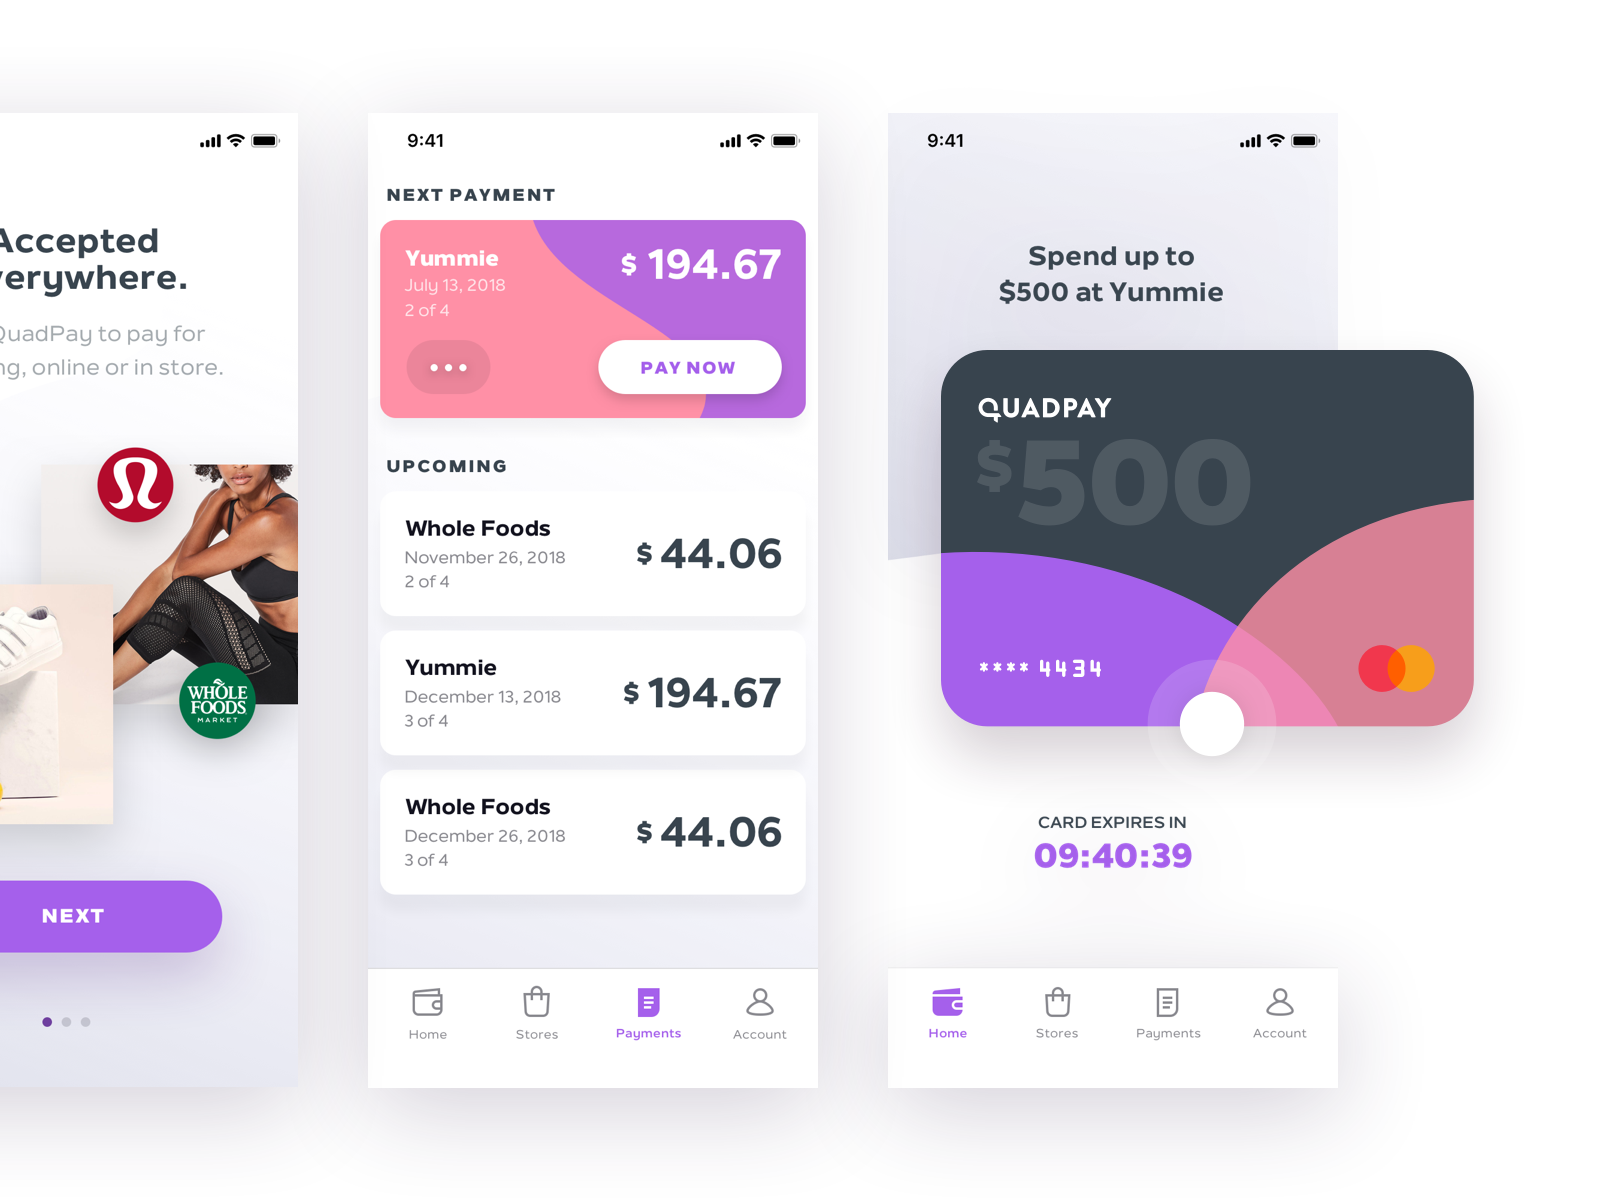 Accepted
verywhere.
QuadPay to pay for
ng, online or in store.
WHOLE
FOODS
MARKET
NEXT
9:41
NEXT PAYMENT
Yummie
$ 194.67
July 13, 2018
2 of 4
PAY NOW
UPCOMING
Whole Foods
November 26, 2018
2 of 4
$ 44.06
Yummie
December 13, 2018
3 of 4
$ 194.67
Whole Foods
December 26, 2018
3 of 4
$ 44.06
Home
Stores
Payments
Account
9:41
Spend up to
$500 at Yummie
QUADPAY
$500
**** 4434
CARD EXPIRES IN
09:40:39
Home
Stores
Payments
Account